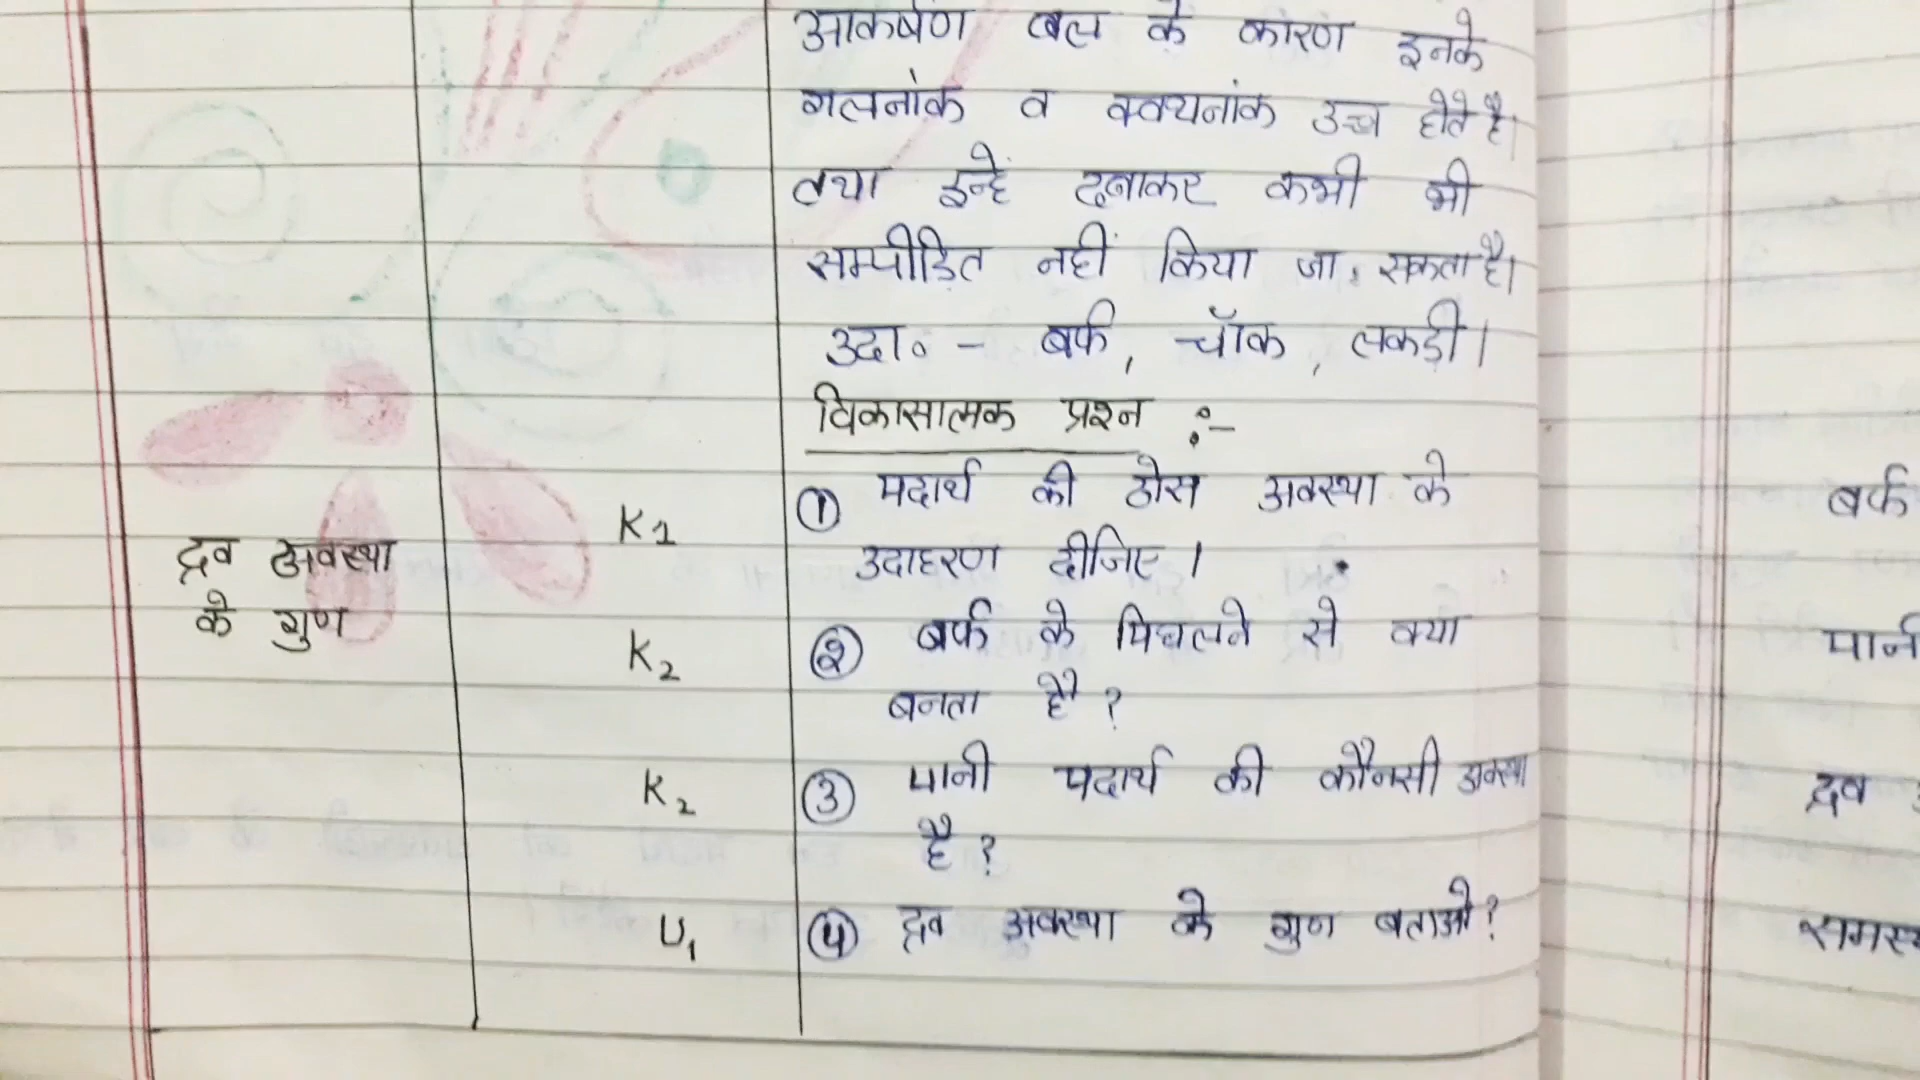 आकर्षण बल के कारण इनके
गलनांक व क्वथनांक उच्च होते है।
तथा इन्हें दबाकर कभी भी
सम्पीड़ित नहीं किया जा सकता है।
उदा० - बर्फ, चॉक, लकड़ी।
विकासात्मक प्रश्न :-
K1 ① पदार्थ की ठोस अवस्था के
उदाहरण दीजिए।
द्रव अवस्था
के गुण
K2 ② बर्फ के पिघलने से क्या
बनता है?
K2 ③ पानी पदार्थ की कौनसी अवस्था
है?
U1 ④ द्रव अवस्था के गुण बताओ?
बर्फ
द्रव